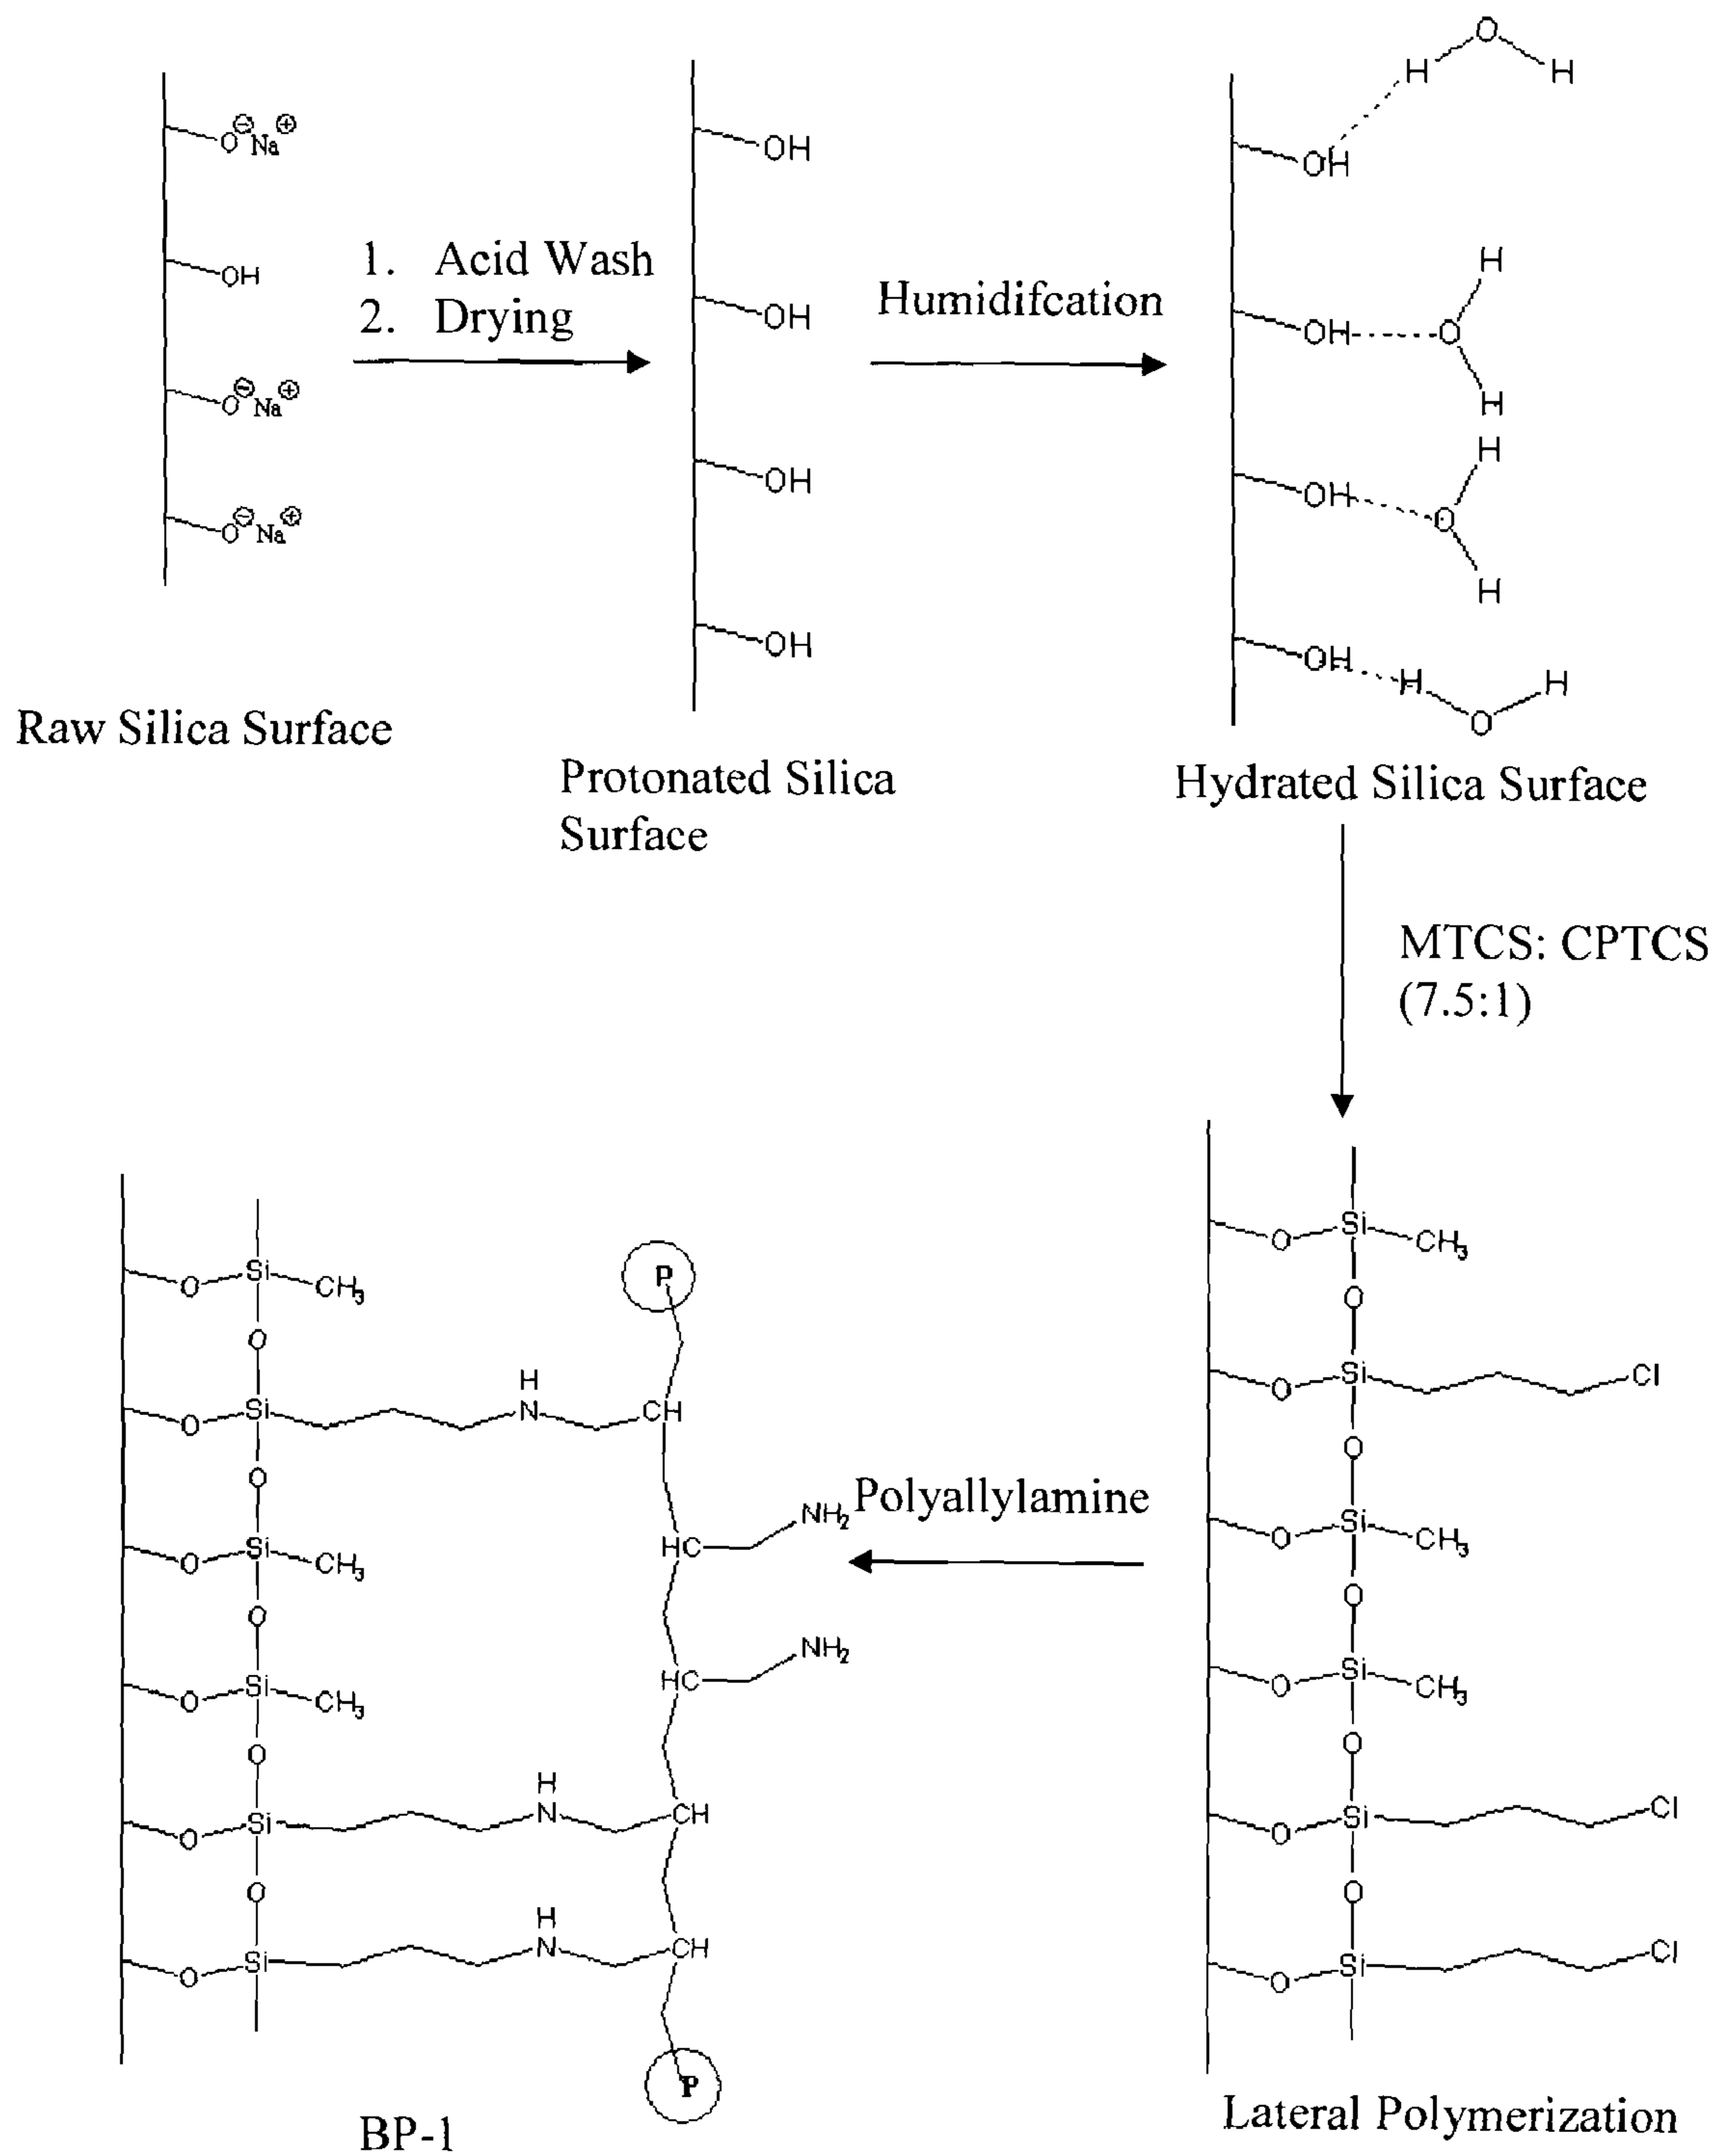 O⊖Na⊕
OH
O⊖Na⊕
O⊖Na⊕
Raw Silica Surface
1. Acid Wash
2. Drying
OH
OH
OH
OH
Protonated Silica
Surface
Humidifcation
O
H H
OH
H
OH O
H
H
OH O
H
OH H H
O
Hydrated Silica Surface
MTCS: CPTCS
(7.5:1)
O Si CH3
O
O Si Cl
O
O Si CH3
O
O Si CH3
O
O Si Cl
O
O Si Cl
Lateral Polymerization
Polyallylamine
P
O Si CH3
O
H
O Si N CH
O
O Si CH3 HC NH2
O
O Si CH3 HC NH2
O
H
O Si N CH
O
H
O Si N CH
P
BP-1